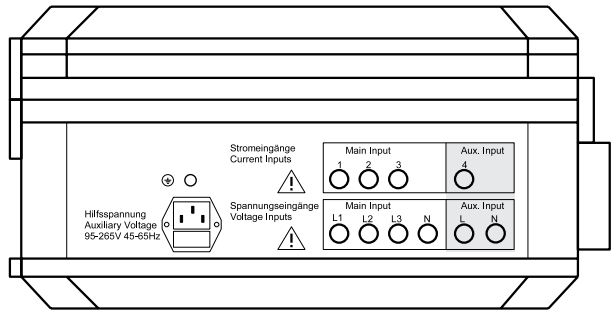 Stromeingänge
Current Inputs
Main Input
Aux. Input
1 2 3 4
Spannungseingänge
Voltage Inputs
Main Input
Aux. Input
L1 L2 L3 N L N
Hilfsspannung
Auxiliary Voltage
95-265V 45-65Hz